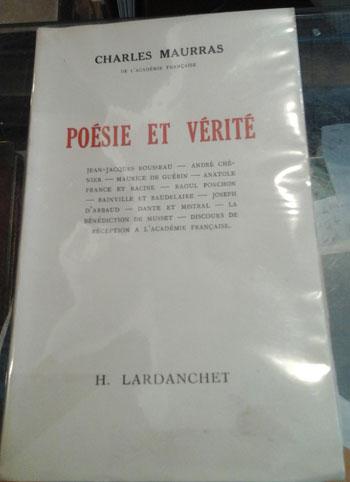 CHARLES MAURRAS
DE L'ACADÉMIE FRANÇAISE
POÉSIE ET VÉRITÉ
JEAN-JACQUES ROUSSEAU — ANDRÉ CHÉ-
NIER — MAURICE DE GUÉRIN — ANATOLE
FRANCE ET RACINE — RAOUL PONCHON
— BAINVILLE ET BAUDELAIRE — JOSEPH
D'ARBAUD — DANTE ET MISTRAL — LA
BÉNÉDICTION DE MUSSET — DISCOURS DE
RÉCEPTION A L'ACADÉMIE FRANÇAISE.
H. LARDANCHET